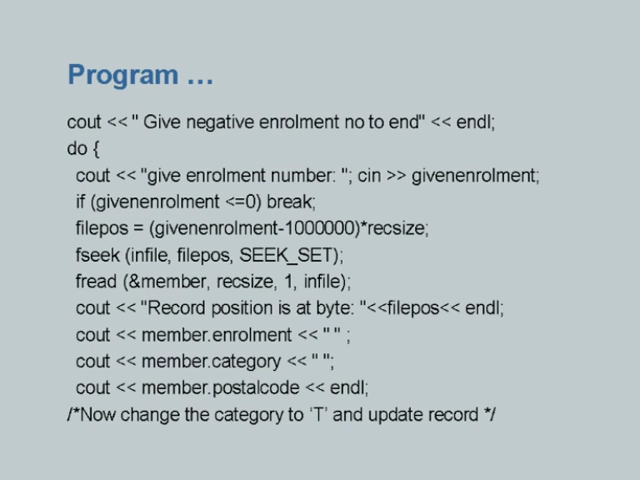 Program …
cout << " Give negative enrolment no to end" << endl;
do {
cout << "give enrolment number: "; cin >> givenenrolment;
if (givenenrolment <=0) break;
filepos = (givenenrolment-1000000)*recsize;
fseek (infile, filepos, SEEK_SET);
fread (&member, recsize, 1, infile);
cout << "Record position is at byte: "<<filepos<< endl;
cout << member.enrolment << " " ;
cout << member.category << " ";
cout << member.postalcode << endl;
/*Now change the category to ‘T’ and update record */